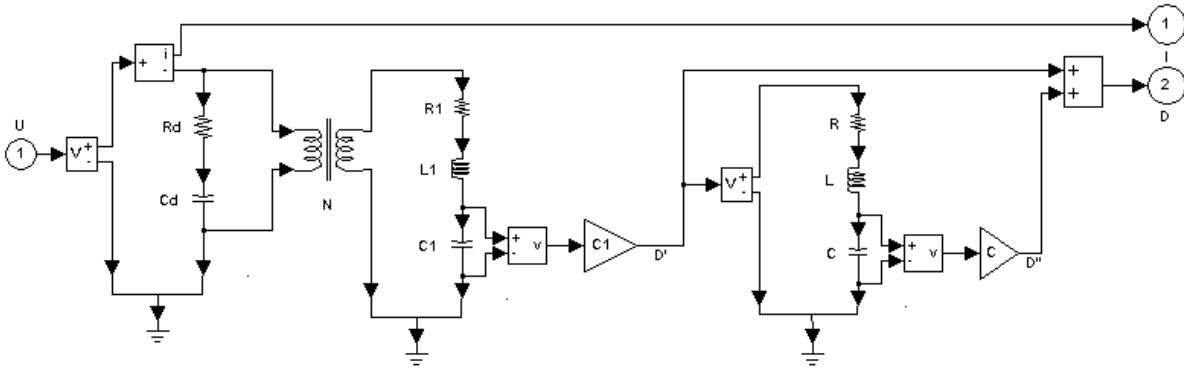 i
+
-
1
I
2
D
+
+
U
1
V
+
-
Rd
Cd
N
R1
L1
C1
+
-
v
C1
D'
V
+
-
R
L
C
+
-
v
C
D"